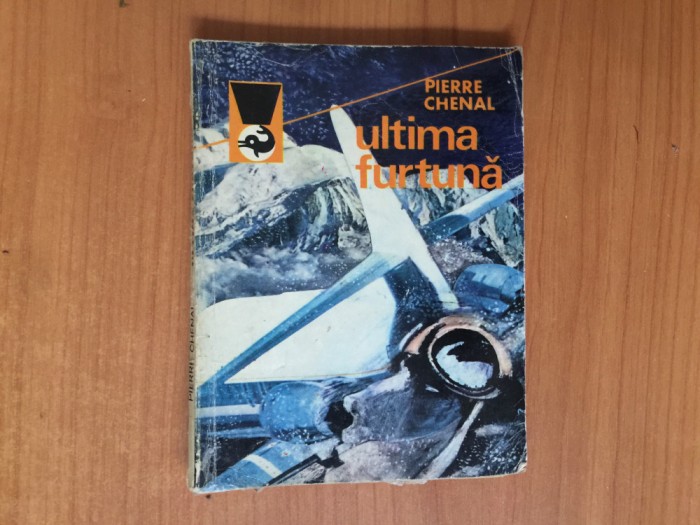 PIERRE
CHENAL
ultima
furtună
PIERRE CHENAL